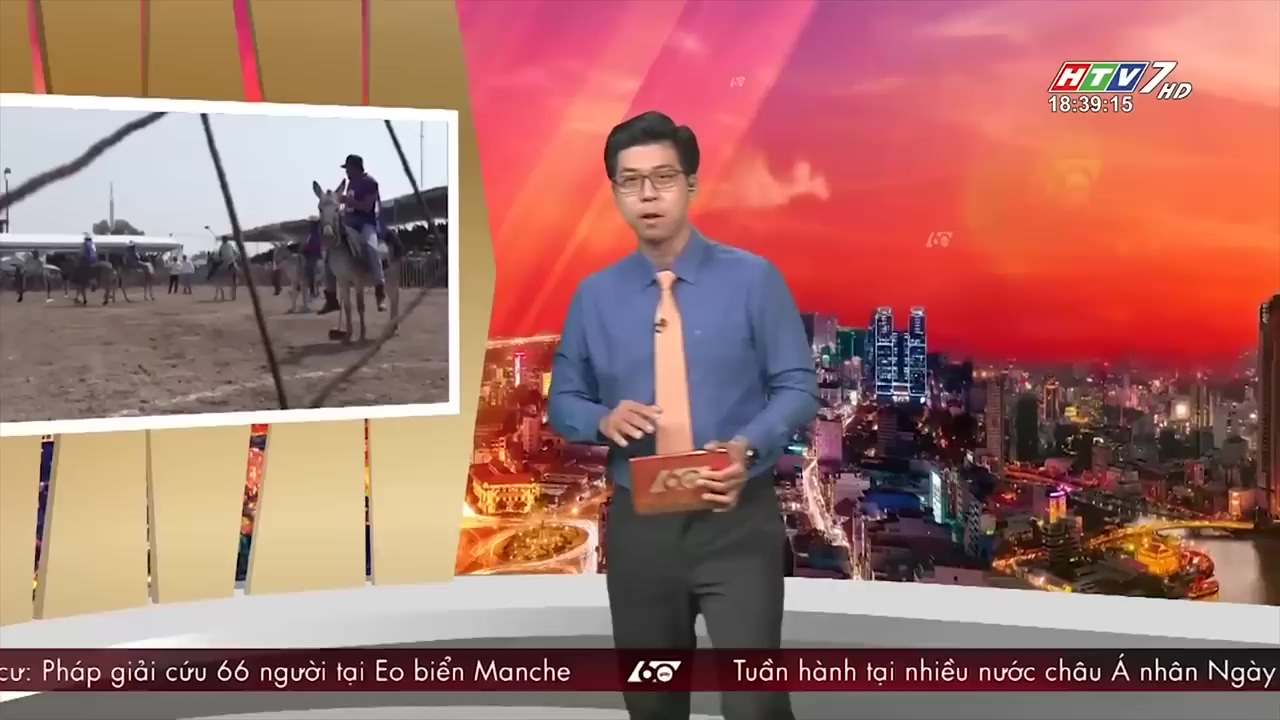 HTV7 HD
18:39:15
60
cư: Pháp giải cứu 66 người tại Eo biển Manche
60
Tuần hành tại nhiều nước châu Á nhân Ngày